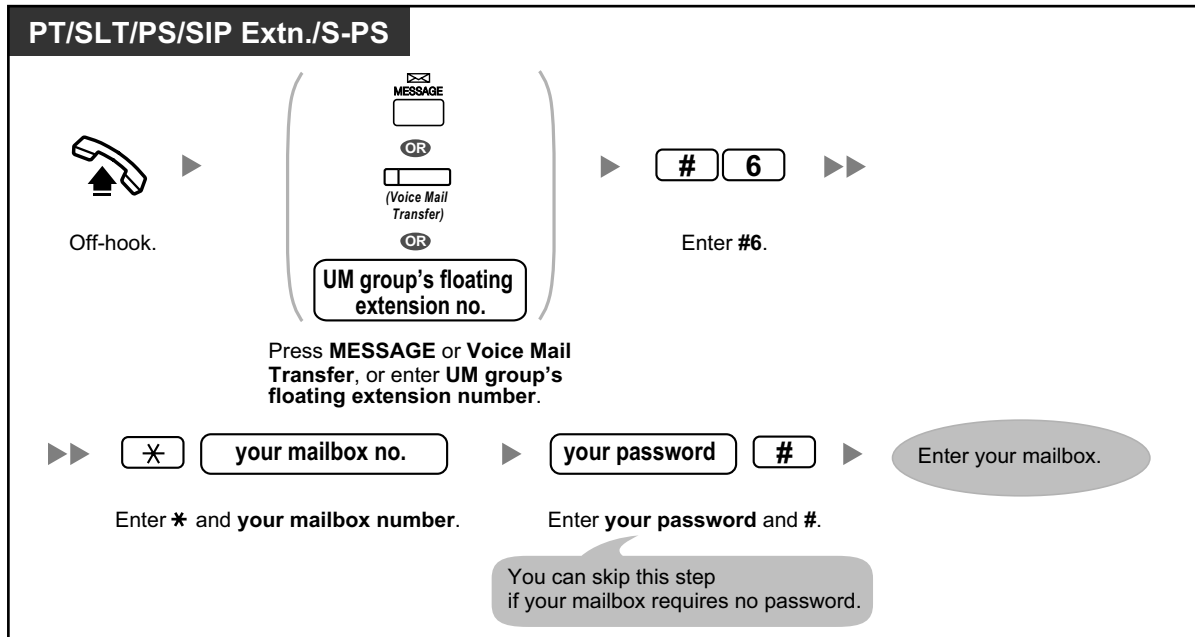 PT/SLT/PS/SIP Extn./S-PS
MESSAGE
OR
(Voice Mail
Transfer)
OR
UM group's floating
extension no.
# 6
Off-hook.
Enter #6.
Press MESSAGE or Voice Mail
Transfer, or enter UM group's
floating extension number.
* your mailbox no.
your password #
Enter your mailbox.
Enter * and your mailbox number.
Enter your password and #.
You can skip this step
if your mailbox requires no password.